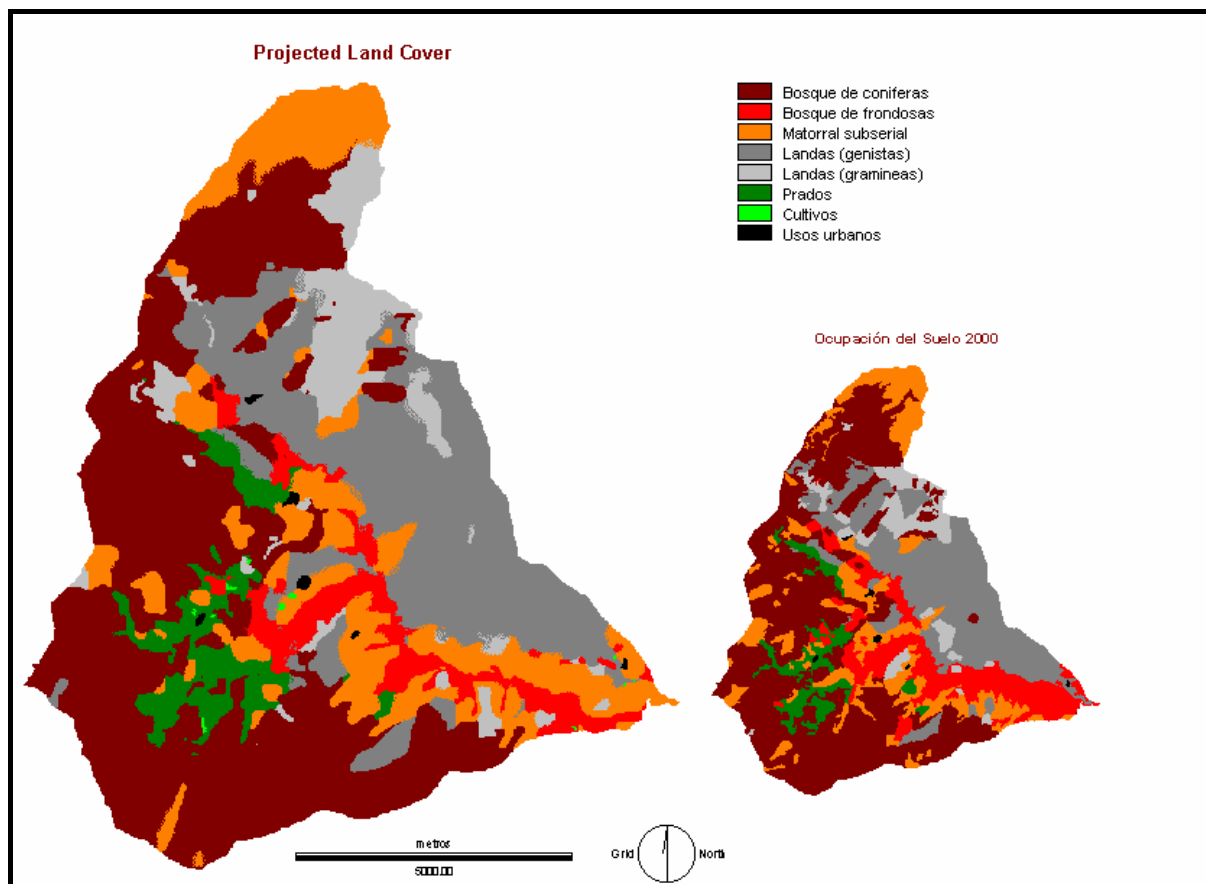 Projected Land Cover
Bosque de coniferas
Bosque de frondosas
Matorral subserial
Landas (genistas)
Landas (gramineas)
Prados
Cultivos
Usos urbanos
Ocupación del Suelo 2000
metros
5000.00
Grid
North